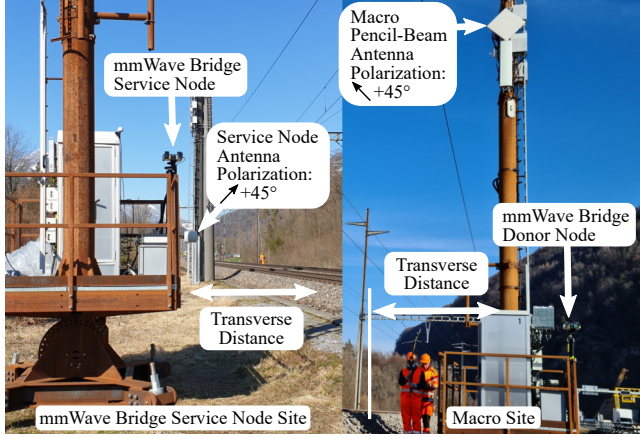 mmWave Bridge
Service Node
Service Node
Antenna
Polarization:
+45°
Transverse
Distance
mmWave Bridge Service Node Site
Macro
Pencil-Beam
Antenna
Polarization:
+45°
mmWave Bridge
Donor Node
Transverse
Distance
1
Macro Site